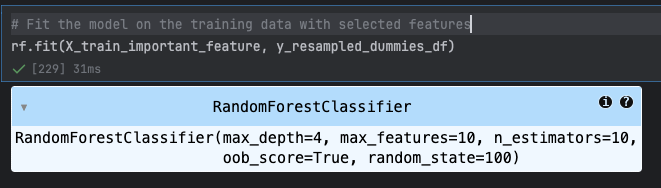 # Fit the model on the training data with selected features
rf.fit(X_train_important_feature, y_resampled_dummies_df)
✓ [229] 31ms
▼ RandomForestClassifier i ?
RandomForestClassifier(max_depth=4, max_features=10, n_estimators=10,
oob_score=True, random_state=100)